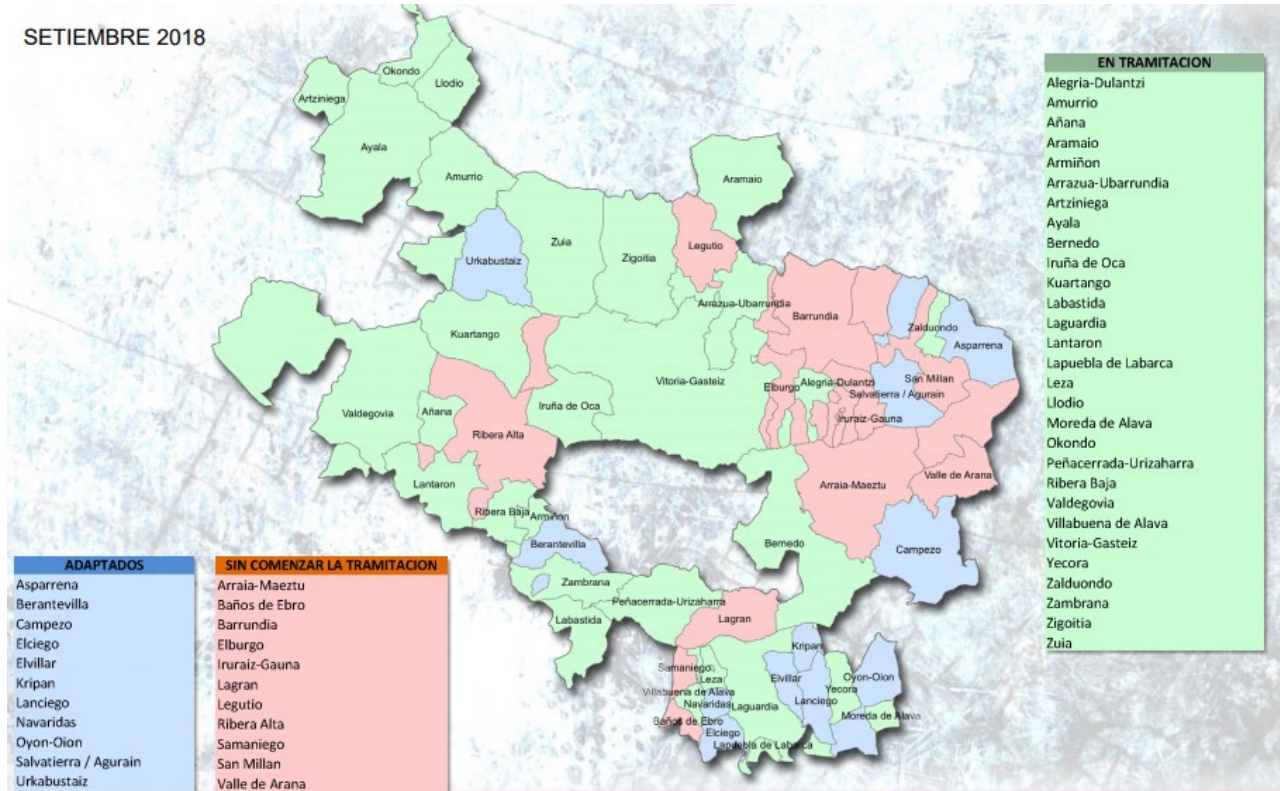 SETIEMBRE 2018
Okondo
Llodio
Artziniega
Ayala
Amurrio
Aramaio
Urkabustaiz
Zuia
Zigoitia
Legutio
Arrazua-Ubarrundia
Barrundia
Zalduondo
Asparrena
Kuartango
Vitoria-Gasteiz
Elburgo
Alegria-Dulantzi
San Millan
Salvatierra / Agurain
Iruraiz-Gauna
Valdegovia
Añana
Iruña de Oca
Ribera Alta
Lantaron
Arraia-Maeztu
Valle de Arana
Ribera Baja
Armiñon
Berantevilla
Bernedo
Campezo
Zambrana
Peñacerrada-Urizaharra
Labastida
Lagran
Kripan
Samaniego
Leza
Elvillar
Oyon-Oion
Villabuena de Alava
Yecora
Navaridas
Laguardia
Lanciego
Baños de Ebro
Moreda de Alava
Elciego
Lapuebla de Labarca
EN TRAMITACION
Alegria-Dulantzi
Amurrio
Añana
Aramaio
Armiñon
Arrazua-Ubarrundia
Artziniega
Ayala
Bernedo
Iruña de Oca
Kuartango
Labastida
Laguardia
Lantaron
Lapuebla de Labarca
Leza
Llodio
Moreda de Alava
Okondo
Peñacerrada-Urizaharra
Ribera Baja
Valdegovia
Villabuena de Alava
Vitoria-Gasteiz
Yecora
Zalduondo
Zambrana
Zigoitia
Zuia
ADAPTADOS
Asparrena
Berantevilla
Campezo
Elciego
Elvillar
Kripan
Lanciego
Navaridas
Oyon-Oion
Salvatierra / Agurain
Urkabustaiz
SIN COMENZAR LA TRAMITACION
Arraia-Maeztu
Baños de Ebro
Barrundia
Elburgo
Iruraiz-Gauna
Lagran
Legutio
Ribera Alta
Samaniego
San Millan
Valle de Arana